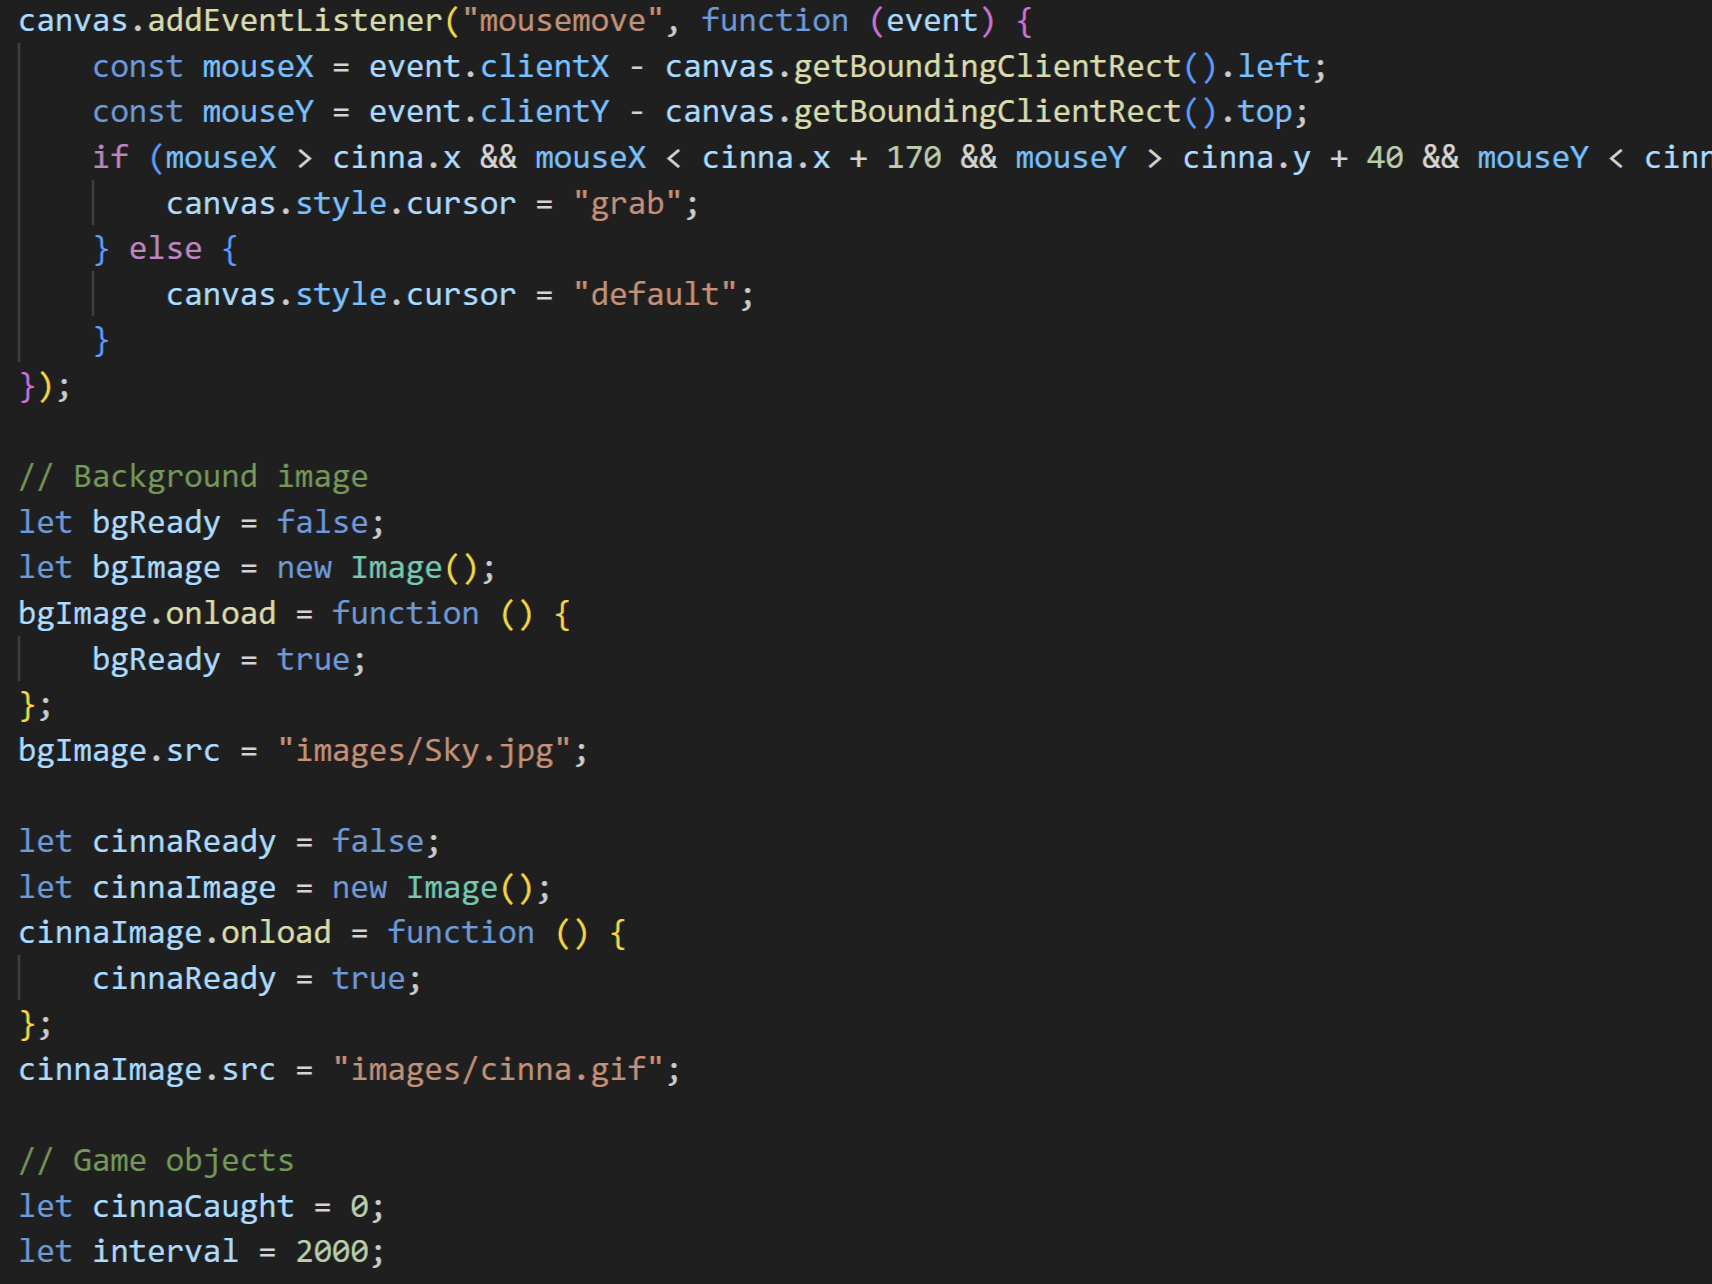 canvas.addEventListener("mousemove", function (event) {
    const mouseX = event.clientX - canvas.getBoundingClientRect().left;
    const mouseY = event.clientY - canvas.getBoundingClientRect().top;
    if (mouseX > cinna.x && mouseX < cinna.x + 170 && mouseY > cinna.y + 40 && mouseY <
        canvas.style.cursor = "grab";
    } else {
        canvas.style.cursor = "default";
    }
});
// Background image
let bgReady = false;
let bgImage = new Image();
bgImage.onload = function () {
    bgReady = true;
};
bgImage.src = "images/Sky.jpg";
let cinnaReady = false;
let cinnaImage = new Image();
cinnaImage.onload = function () {
    cinnaReady = true;
};
cinnaImage.src = "images/cinna.gif";
// Game objects
let cinnaCaught = 0;
let interval = 2000;